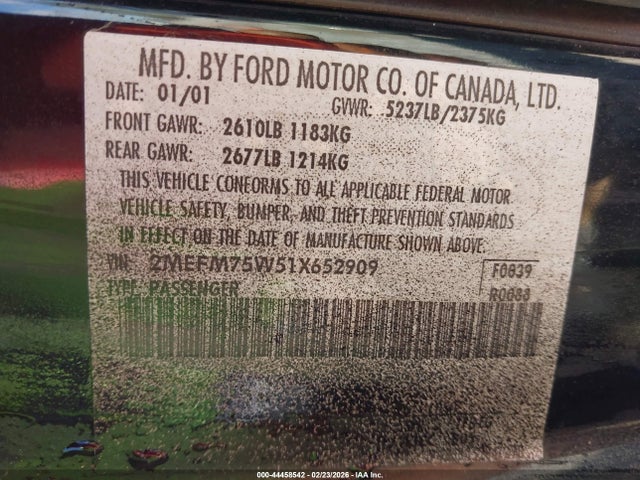 MFD. BY FORD MOTOR CO. OF CANADA, LTD.
DATE: 01/01 GVWR: 5237LB/2375KG
FRONT GAWR: 2610LB 1183KG
REAR GAWR: 2677LB 1214KG
THIS VEHICLE CONFORMS TO ALL APPLICABLE FEDERAL MOTOR
VEHICLE SAFETY, BUMPER, AND THEFT PREVENTION STANDARDS
IN EFFECT ON THE DATE OF MANUFACTURE SHOWN ABOVE.
VIN: 2MEFM75W51X652909 F0839
TYPE: PASSENGER R0083
000-44458542 - 02/23/2026 - IAA Inc.